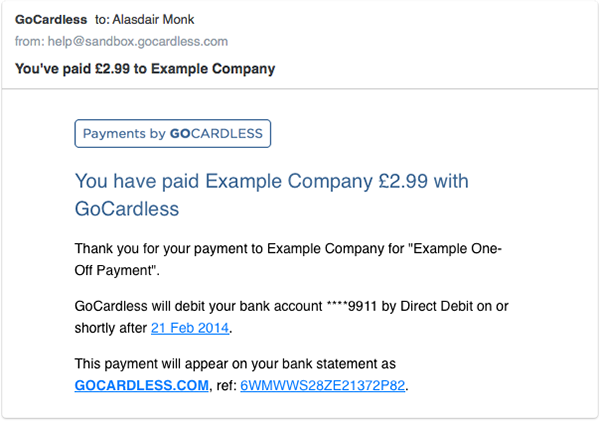 GoCardless to: Alasdair Monk
from: help@sandbox.gocardless.com
You've paid £2.99 to Example Company
Payments by GOCARDLESS
You have paid Example Company £2.99 with
GoCardless
Thank you for your payment to Example Company for "Example One-
Off Payment".
GoCardless will debit your bank account ****9911 by Direct Debit on or
shortly after 21 Feb 2014.
This payment will appear on your bank statement as
GOCARDLESS.COM, ref: 6WMWWS28ZE21372P82.